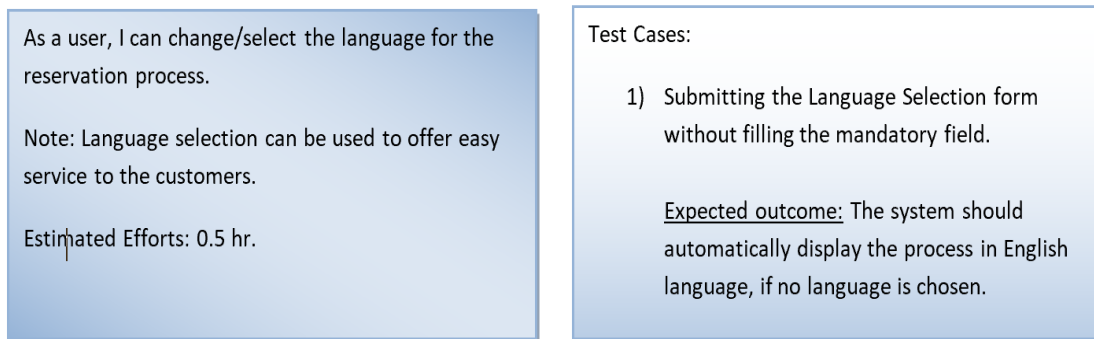 As a user, I can change/select the language for the
reservation process.
Note: Language selection can be used to offer easy
service to the customers.
Estimated Efforts: 0.5 hr.
Test Cases:
1) Submitting the Language Selection form
without filling the mandatory field.
Expected outcome: The system should
automatically display the process in English
language, if no language is chosen.